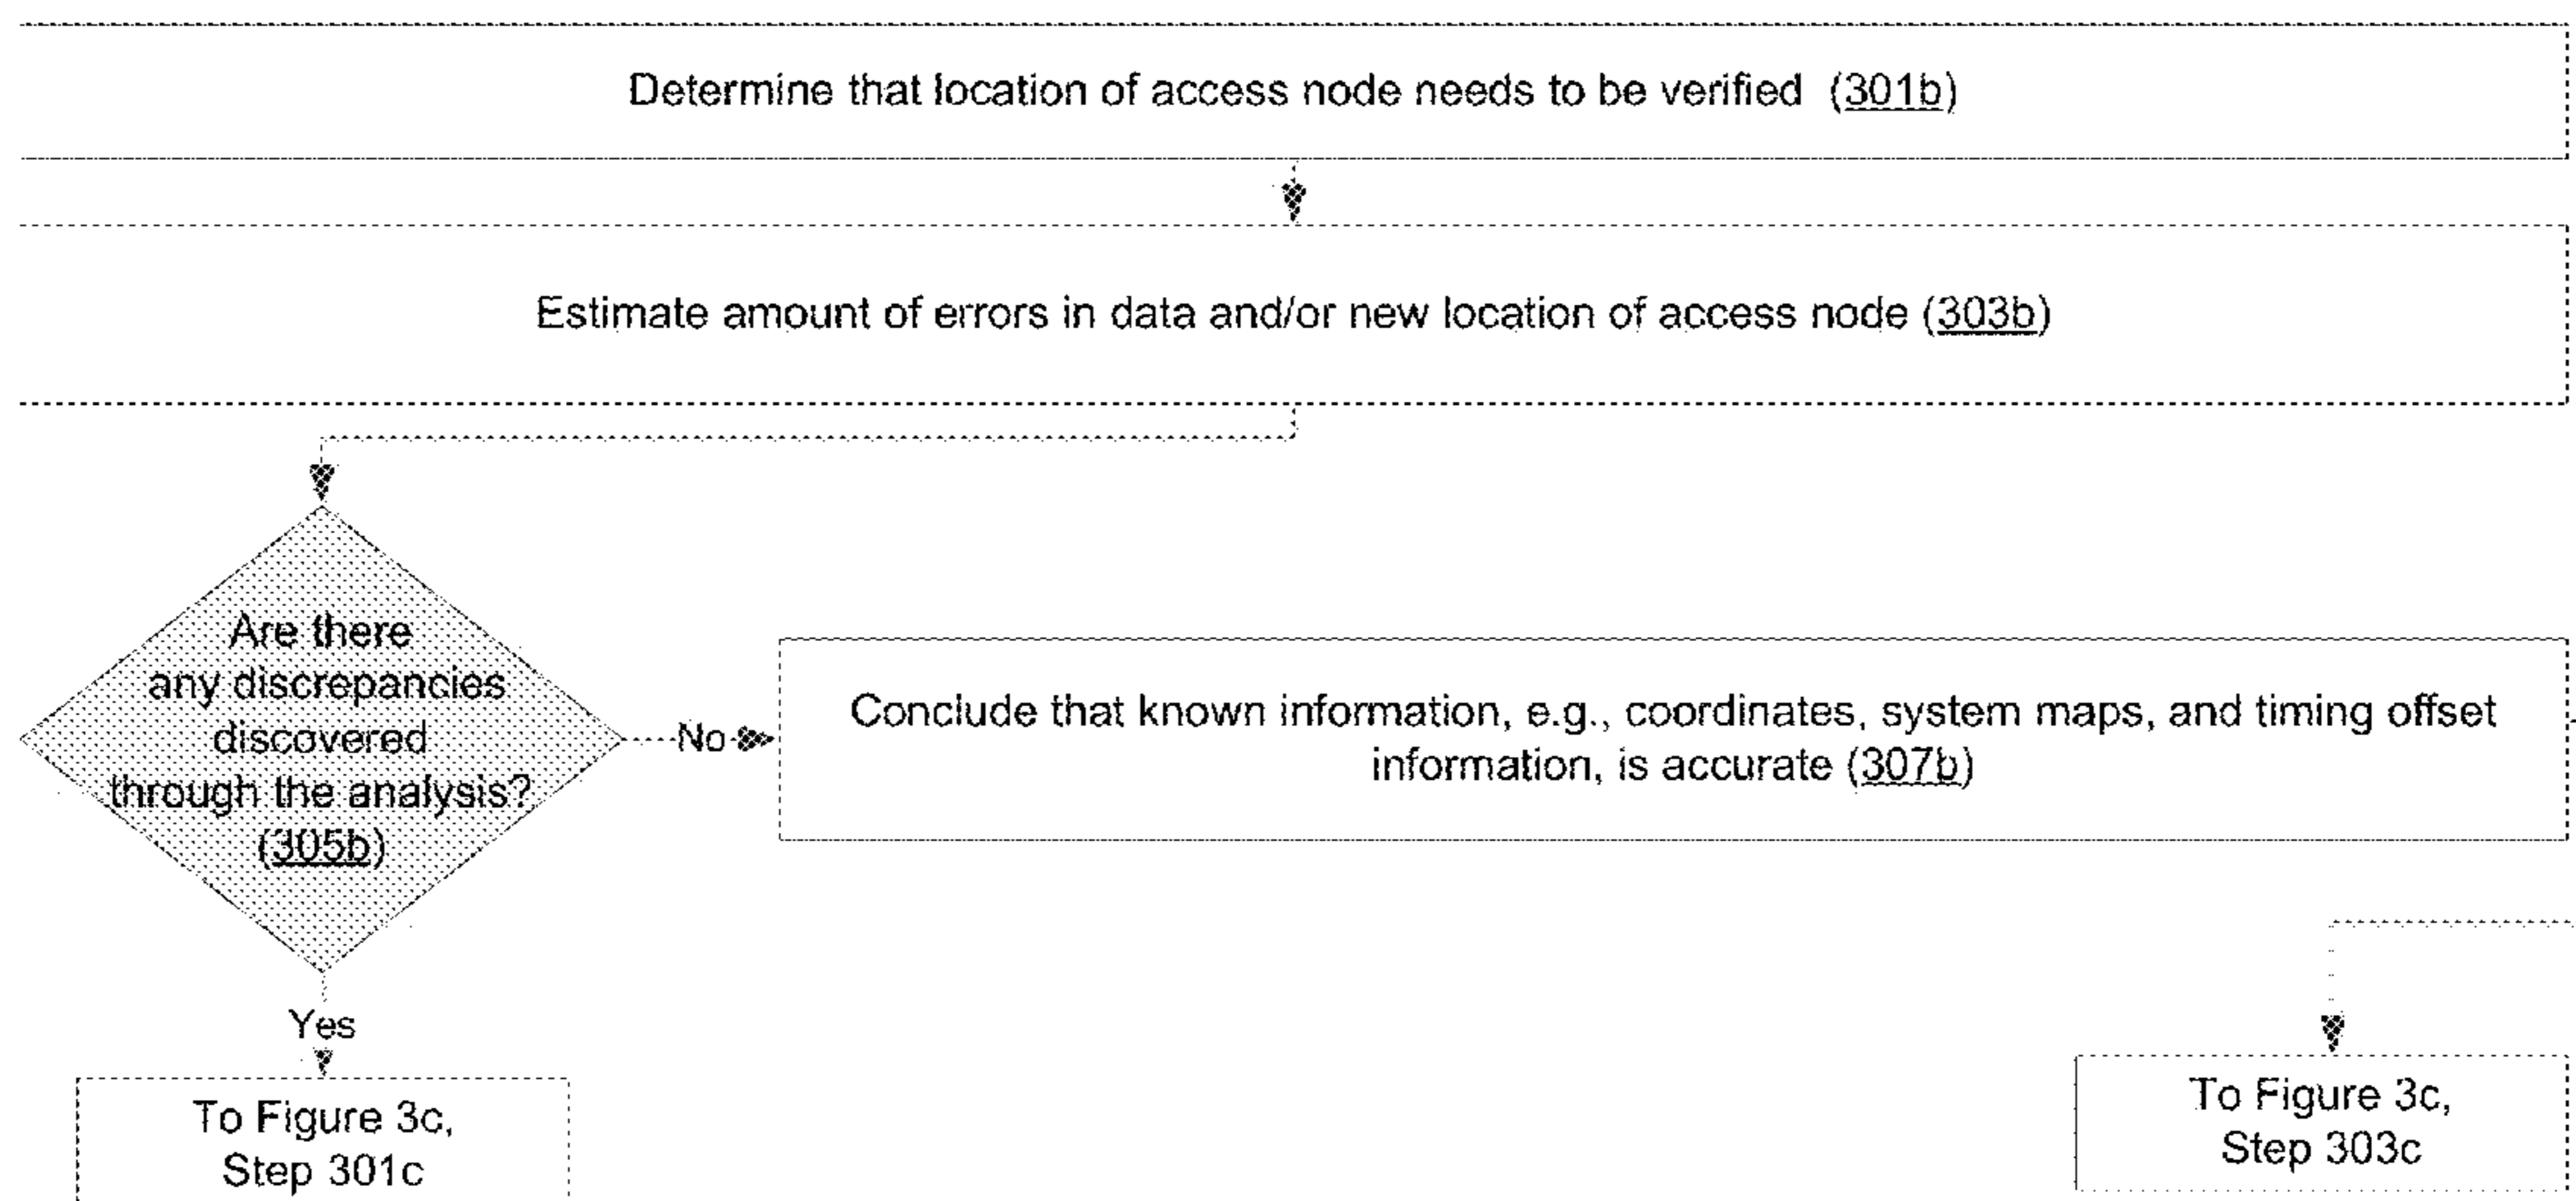 Determine that location of access node needs to be verified (301b)
Estimate amount of errors in data and/or new location of access node (303b)
Are there
any discrepancies
discovered
through the analysis?
(305b)
No
Conclude that known information, e.g., coordinates, system maps, and timing offset
information, is accurate (307b)
Yes
To Figure 3c,
Step 301c
To Figure 3c,
Step 303c